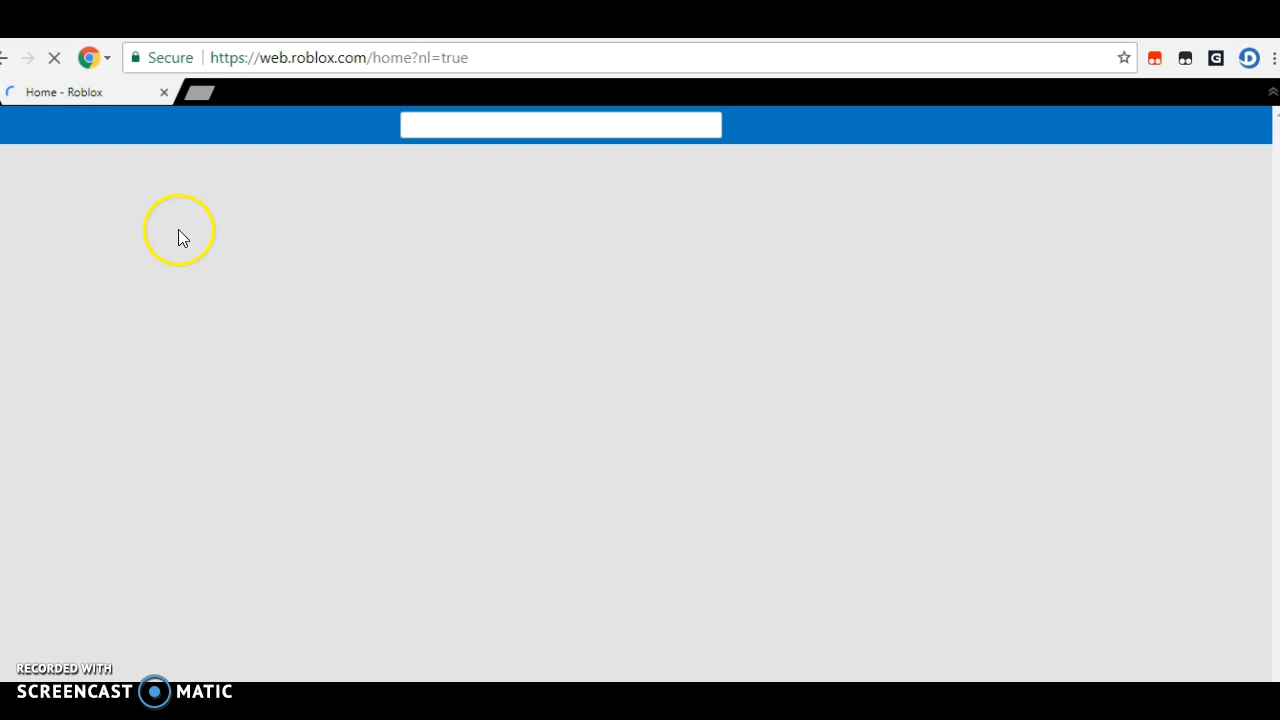 Secure https://web.roblox.com/home?nl=true
Home - Roblox
RECORDED WITH
SCREENCAST MATIC